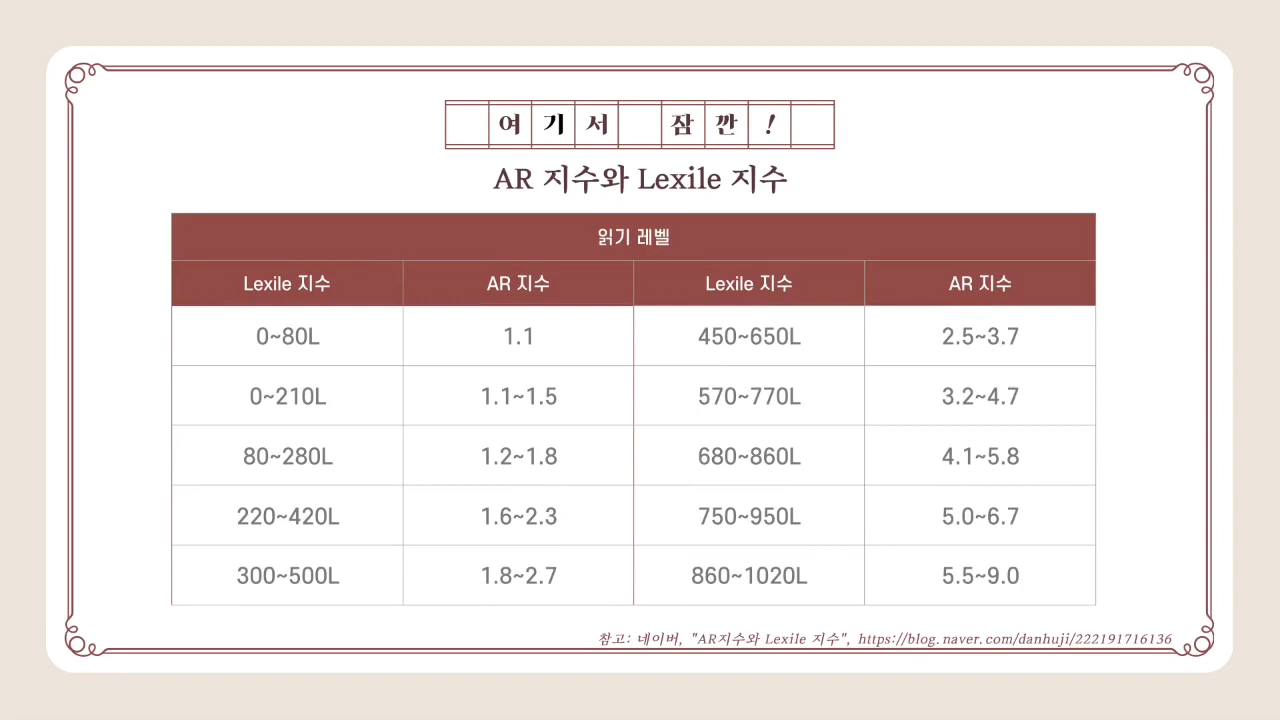 여기서 잠깐!
AR 지수와 Lexile 지수
읽기 레벨
Lexile 지수 AR 지수 Lexile 지수 AR 지수
0~80L 1.1 450~650L 2.5~3.7
0~210L 1.1~1.5 570~770L 3.2~4.7
80~280L 1.2~1.8 680~860L 4.1~5.8
220~420L 1.6~2.3 750~950L 5.0~6.7
300~500L 1.8~2.7 860~1020L 5.5~9.0
참고: 네이버, "AR지수와 Lexile 지수", https://blog.naver.com/danhuji/222191716136